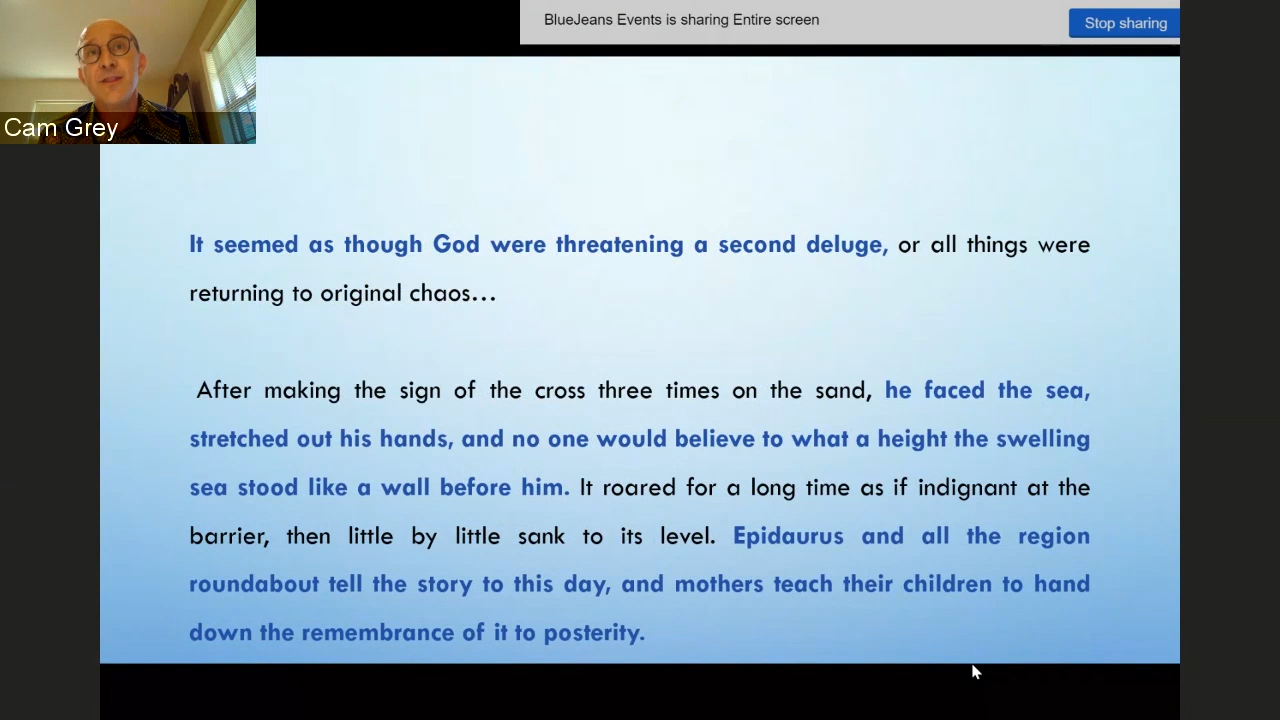 BlueJeans Events is sharing Entire screen
Stop sharing
Cam Grey
It seemed as though God were threatening a second deluge, or all things were
returning to original chaos…
After making the sign of the cross three times on the sand, he faced the sea,
stretched out his hands, and no one would believe to what a height the swelling
sea stood like a wall before him. It roared for a long time as if indignant at the
barrier, then little by little sank to its level. Epidaurus and all the region
roundabout tell the story to this day, and mothers teach their children to hand
down the remembrance of it to posterity.